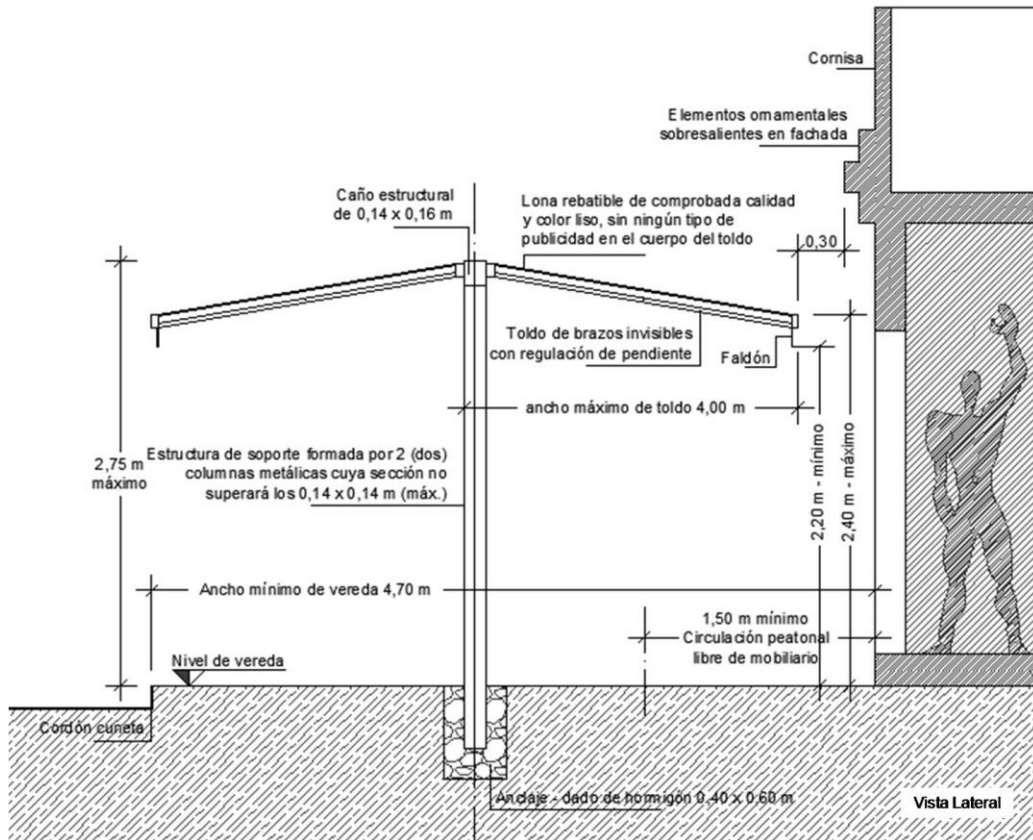 Cornisa
Elementos ornamentales
sobresalientes en fachada
Caño estructural
de 0,14 x 0,16 m
Lona rebatible de comprobada calidad
y color liso, sin ningún tipo de
publicidad en el cuerpo del toldo
0,30
Toldo de brazos invisibles
con regulación de pendiente
Faldón
ancho máximo de toldo 4,00 m
2,75 m
máximo
Estructura de soporte formada por 2 (dos)
columnas metálicas cuya sección no
superará los 0,14 x 0,14 m (máx.)
2,20 m - mínimo
2,40 m - máximo
Ancho mínimo de vereda 4,70 m
1,50 m mínimo
Circulación peatonal
libre de mobiliario
Nivel de vereda
Cordón cuneta
Anclaje - dado de hormigón 0,40 x 0,60 m
Vista Lateral